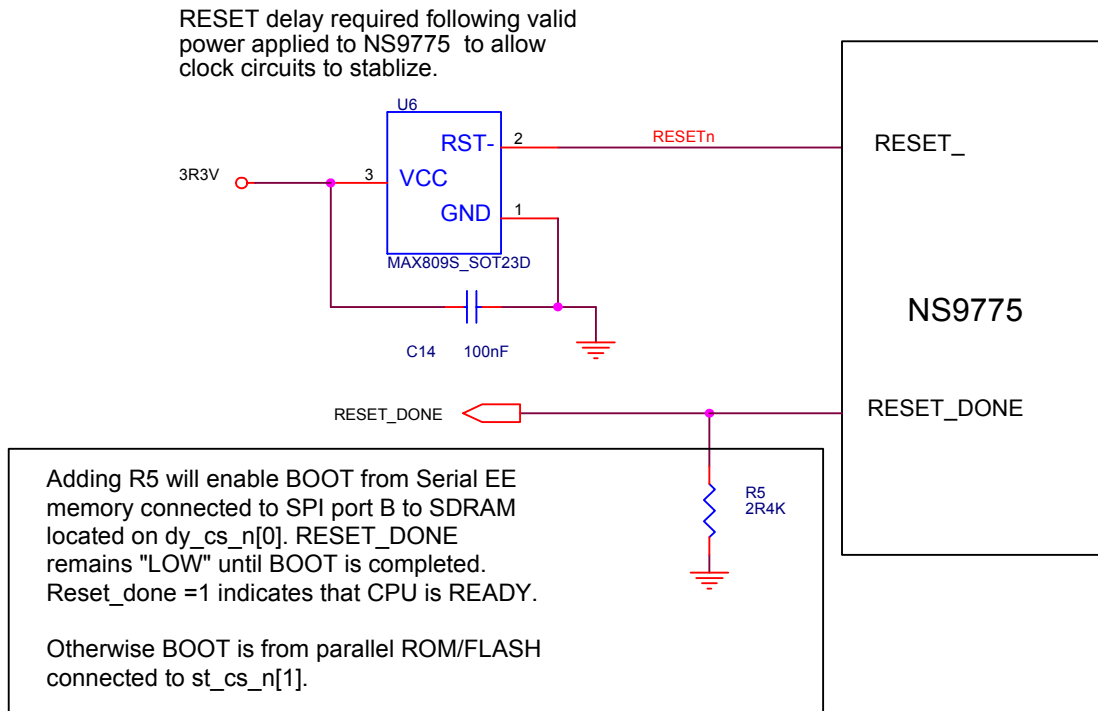 RESET delay required following valid
power applied to NS9775 to allow
clock circuits to stablize.
U6
RST-
2
RESETn
RESET_
3R3V
3
VCC
1
GND
MAX809S_SOT23D
NS9775
C14 100nF
RESET_DONE
RESET_DONE
Adding R5 will enable BOOT from Serial EE
memory connected to SPI port B to SDRAM
located on dy_cs_n[0]. RESET_DONE
remains "LOW" until BOOT is completed.
Reset_done =1 indicates that CPU is READY.
Otherwise BOOT is from parallel ROM/FLASH
connected to st_cs_n[1].
R5
2R4K